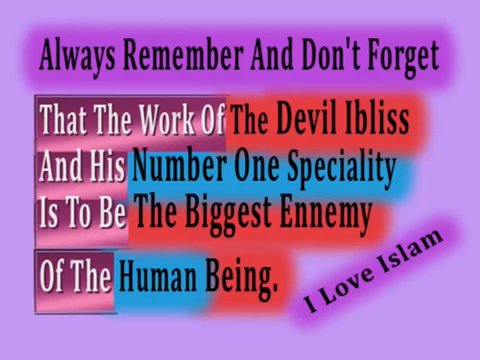 Always Remember And Don't Forget
That The Work Of The Devil Ibliss
And His Number One Speciality
Is To Be The Biggest Ennemy
Of The Human Being.
I Love Islam